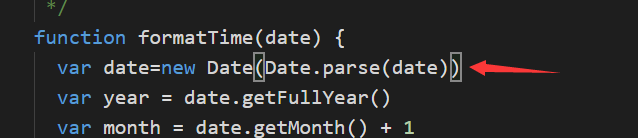 */
function formatTime(date) {
var date=new Date(Date.parse(date))
var year = date.getFullYear()
var month = date.getMonth() + 1